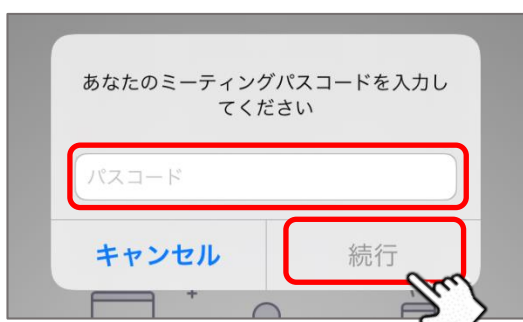 あなたのミーティングパスコードを入力し
てください
パスコード
キャンセル
続行